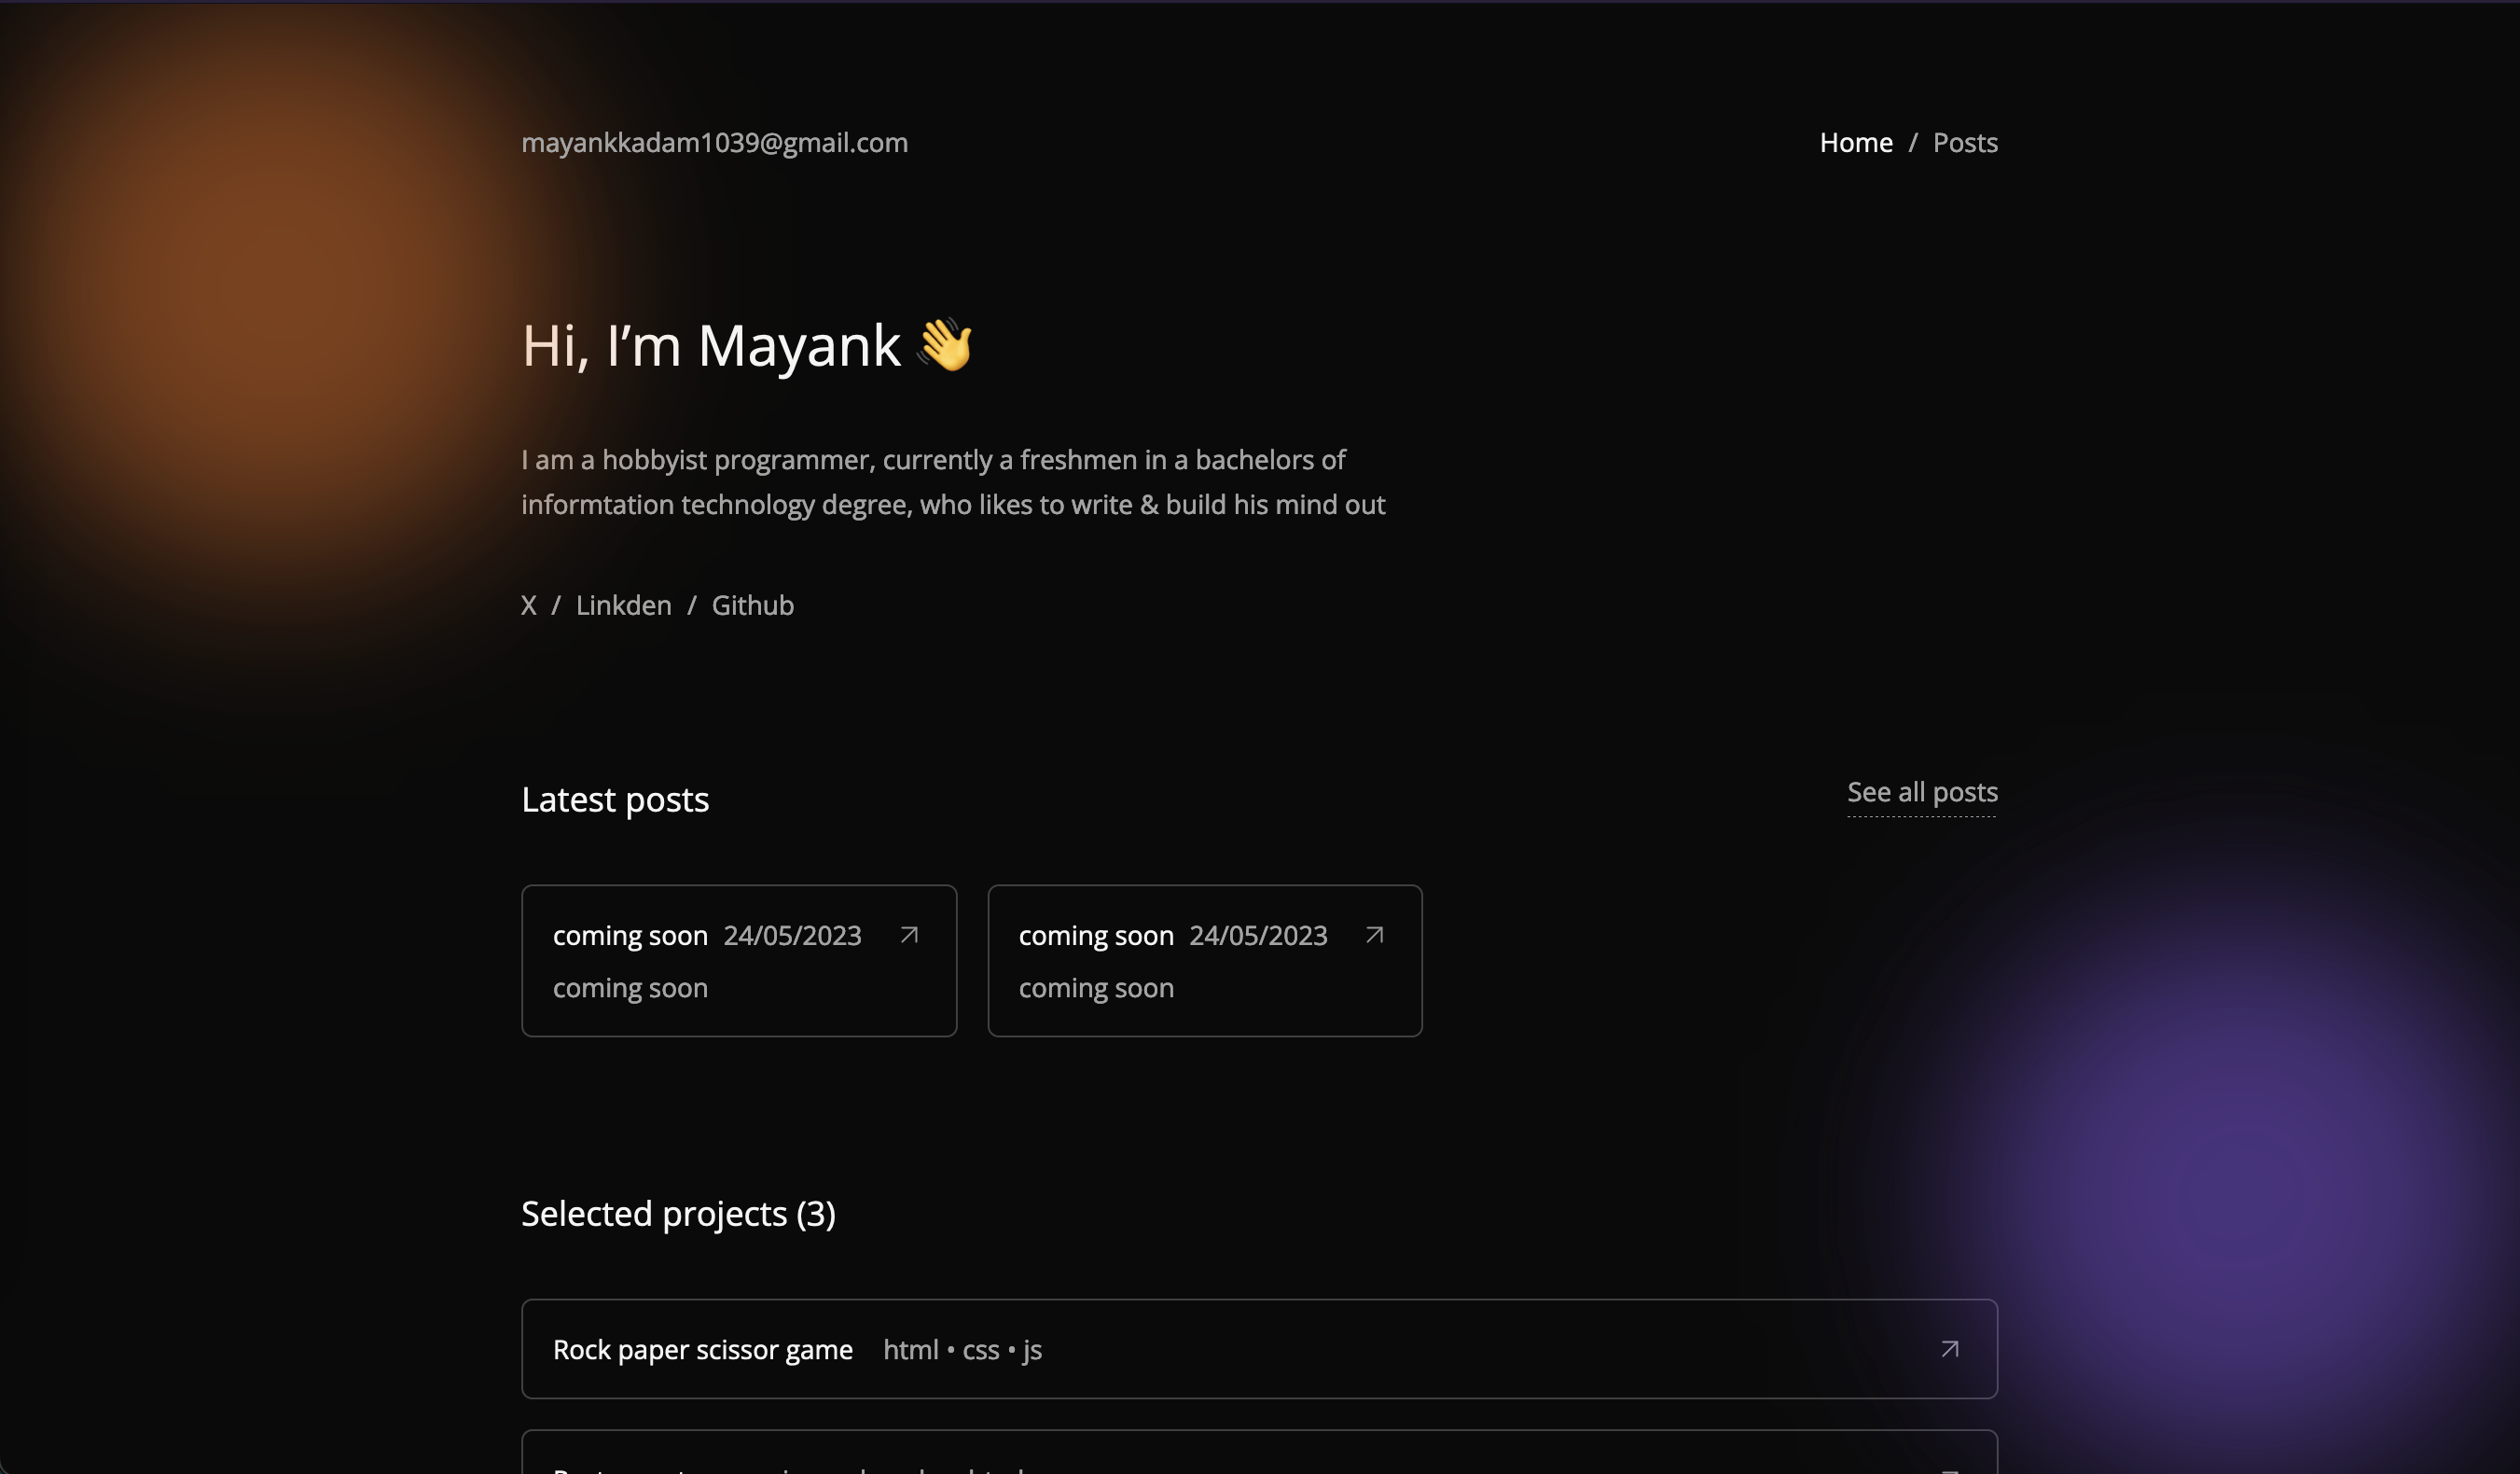 mayankkadam1039@gmail.com
Home / Posts
Hi, I’m Mayank 👋
I am a hobbyist programmer, currently a freshmen in a bachelors of
informtation technology degree, who likes to write & build his mind out
X / Linkden / Github
Latest posts
See all posts
coming soon 24/05/2023
coming soon
coming soon 24/05/2023
coming soon
Selected projects (3)
Rock paper scissor game html • css • js